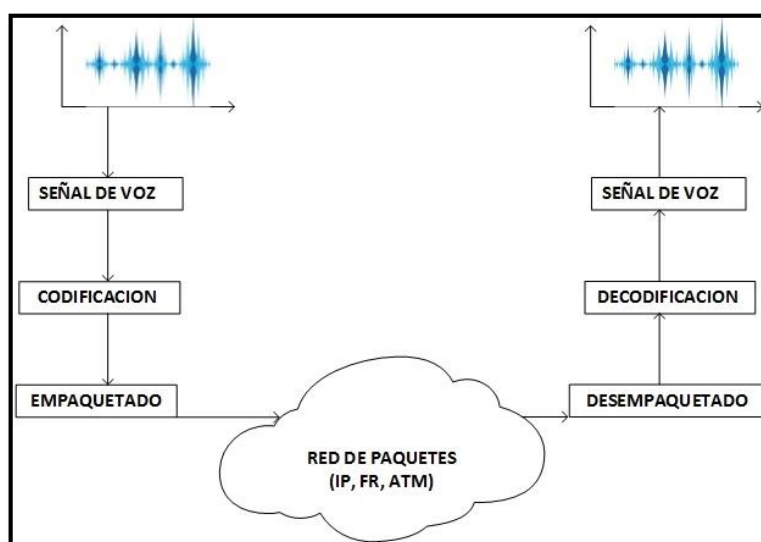 SEÑAL DE VOZ
CODIFICACION
EMPAQUETADO
RED DE PAQUETES
(IP, FR, ATM)
SEÑAL DE VOZ
DECODIFICACION
DESEMPAQUETADO